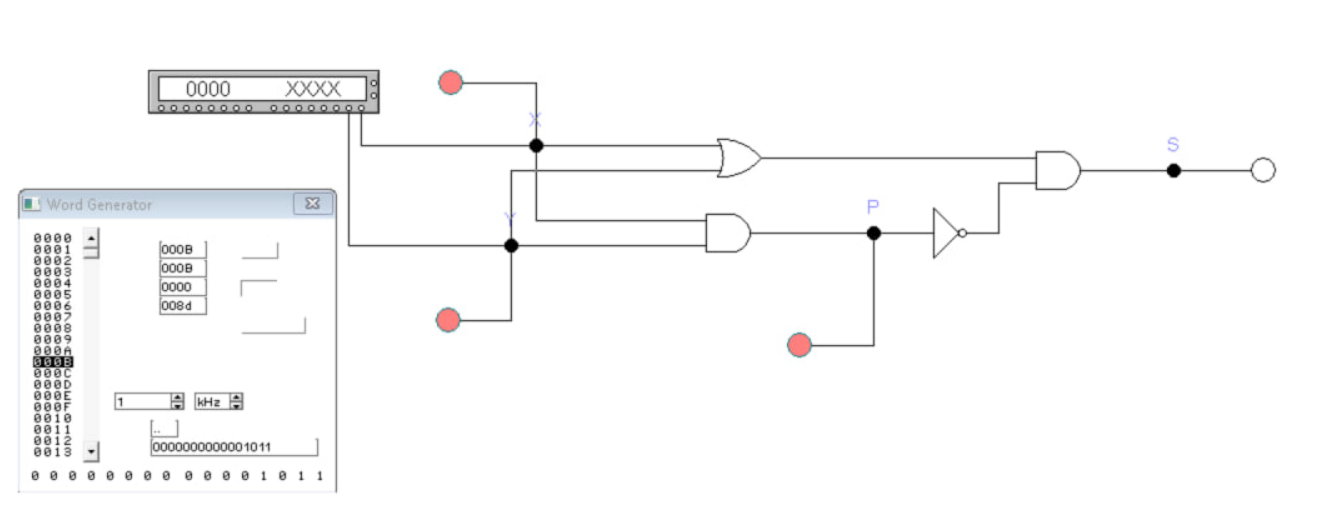 0000 XXXX
X
S
Word Generator
Y
P
0000
0001
0002
0003
0004
0005
0006
0007
0008
0009
000A
000B
000C
000D
000E
000F
0010
0011
0012
0013
000B
000B
0000
008d
1 kHz
..
0000000000001011
0 0 0 0 0 0 0 0 0 0 0 0 1 0 1 1